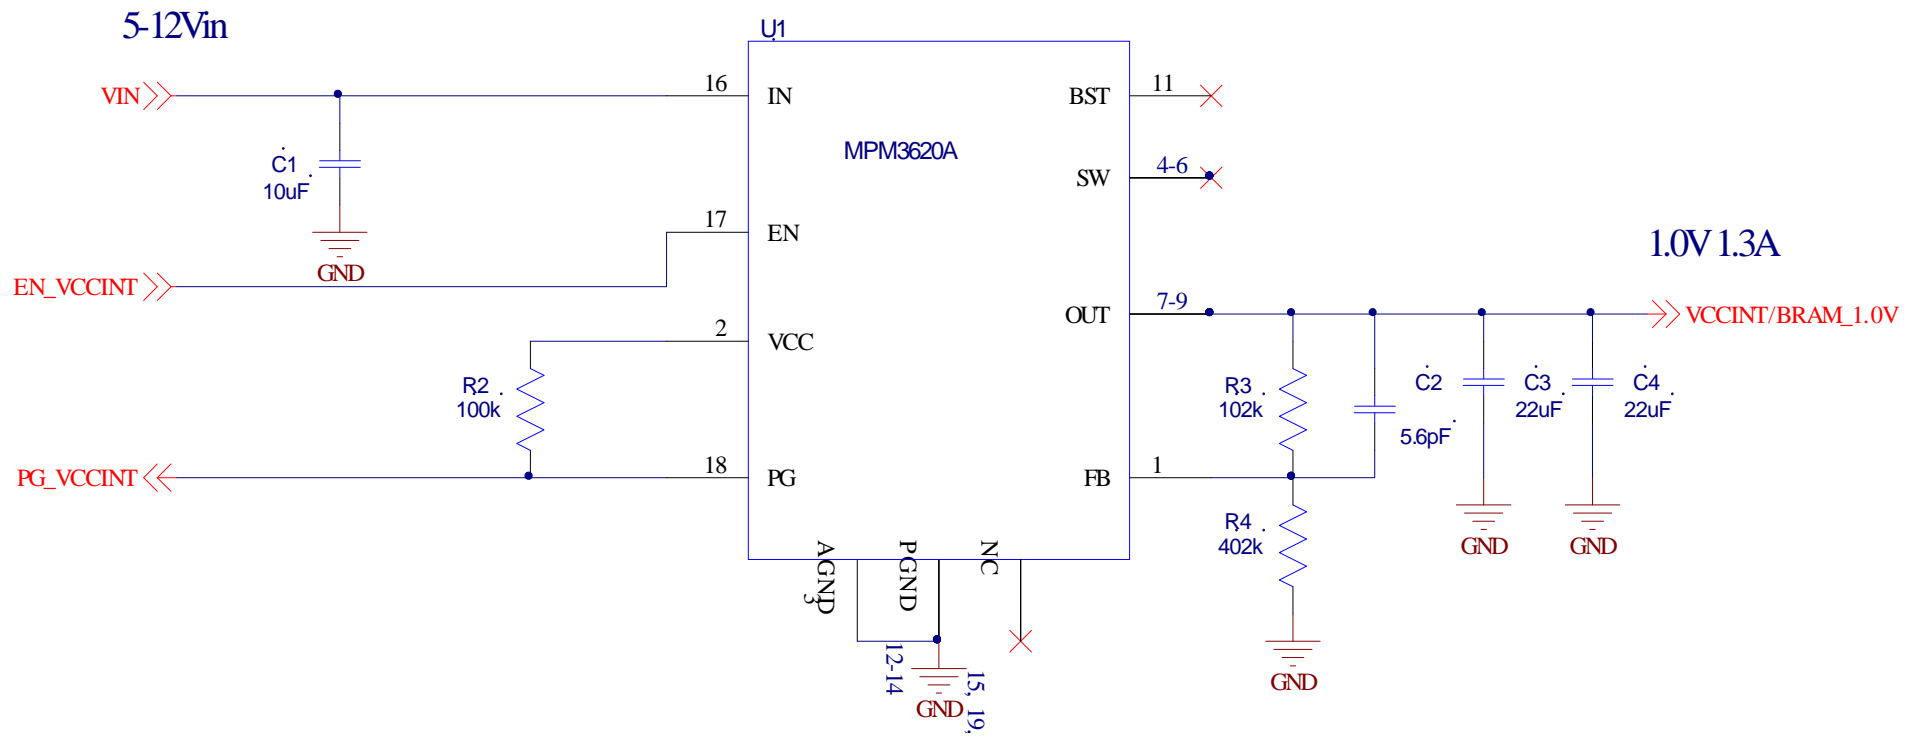 5-12Vin
U1
VIN
16
IN
BST
11
MPM3620A
C1
10uF
GND
SW
4-6
17
EN
EN_VCCINT
1.0V 1.3A
OUT
7-9
VCCINT/BRAM_1.0V
2
VCC
R2
100k
R3
102k
C2
5.6pF
C3
22uF
C4
22uF
PG_VCCINT
18
PG
FB
1
R4
402k
GND
GND
GND
AGND
3
PGND
NC
12-14
15, 19,
GND